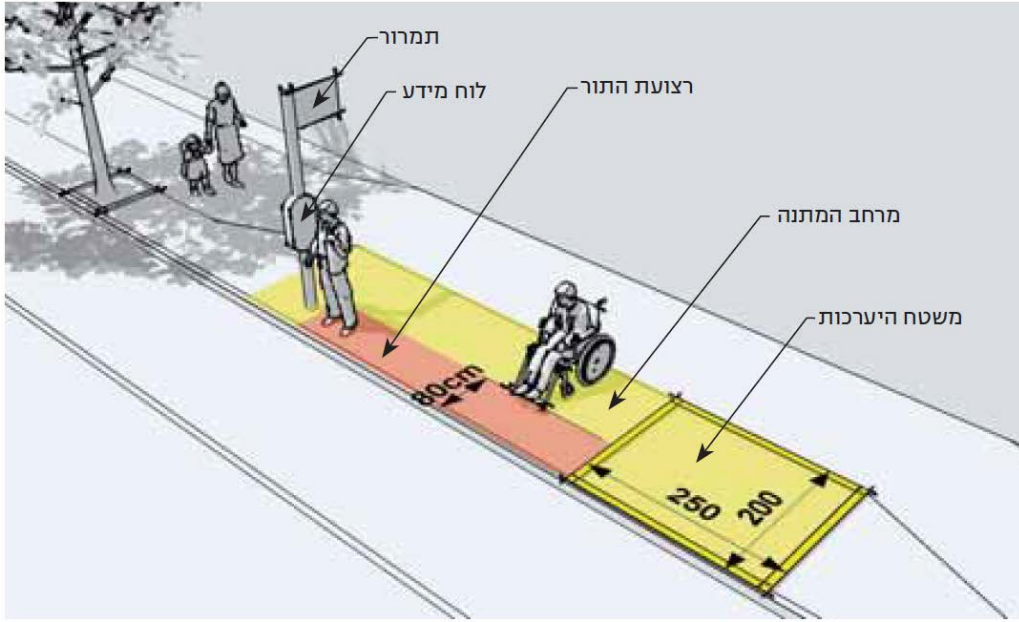 תמרור
לוח מידע
רצועת התור
מרחב המתנה
משטח היערכות
80cm
250
200